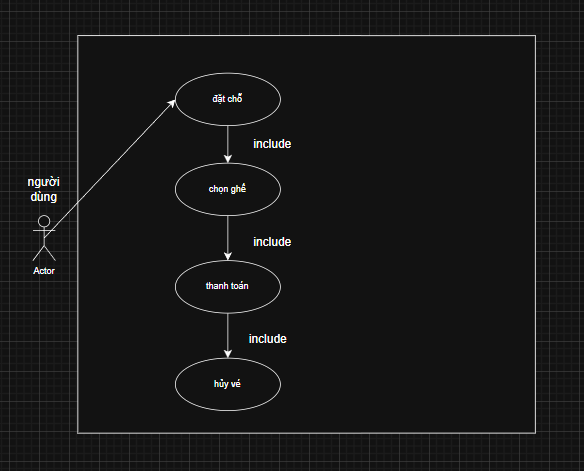 đặt chỗ
include
chọn ghế
người
dùng
include
Actor
thanh toán
include
hủy vé